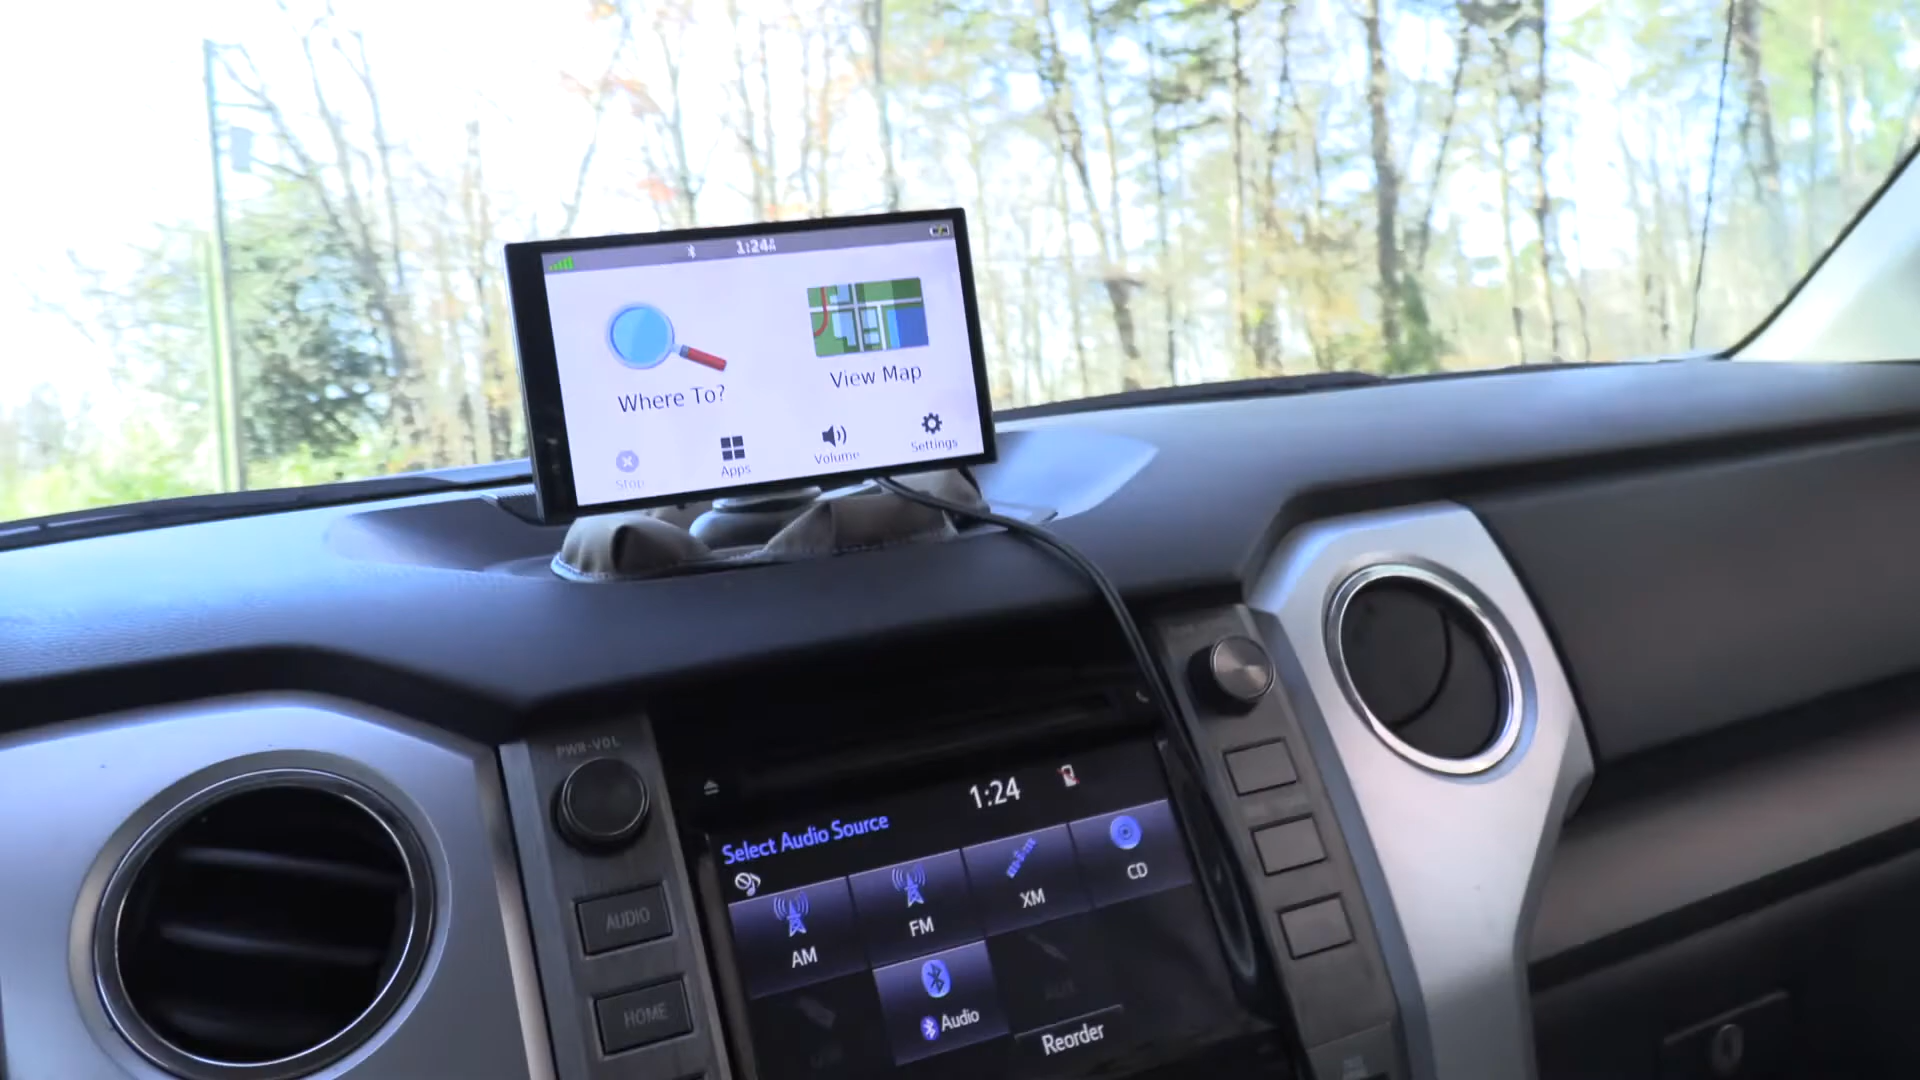 1:24
Where To?
View Map
Stop
Apps
Volume
Settings
PWR•VOL
AUDIO
HOME
1:24
Select Audio Source
AM
FM
XM
CD
Audio
Reorder